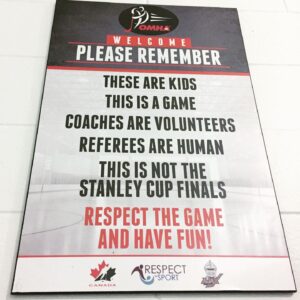 OMHA
WELCOME
PLEASE REMEMBER
THESE ARE KIDS
THIS IS A GAME
COACHES ARE VOLUNTEERS
REFEREES ARE HUMAN
THIS IS NOT THE
STANLEY CUP FINALS
RESPECT THE GAME
AND HAVE FUN!
CANADA
RESPECT
IN SPORT